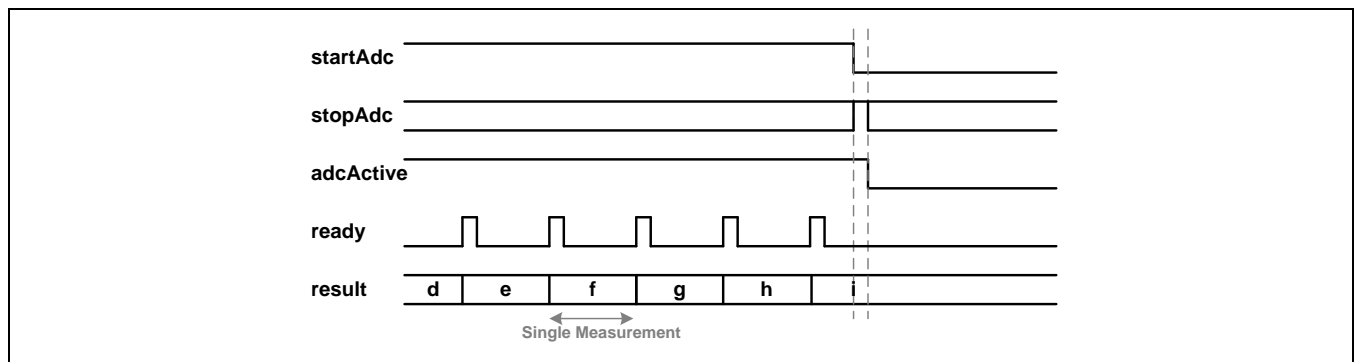 startAdc
stopAdc
adcActive
ready
result d e f g h i
Single Measurement